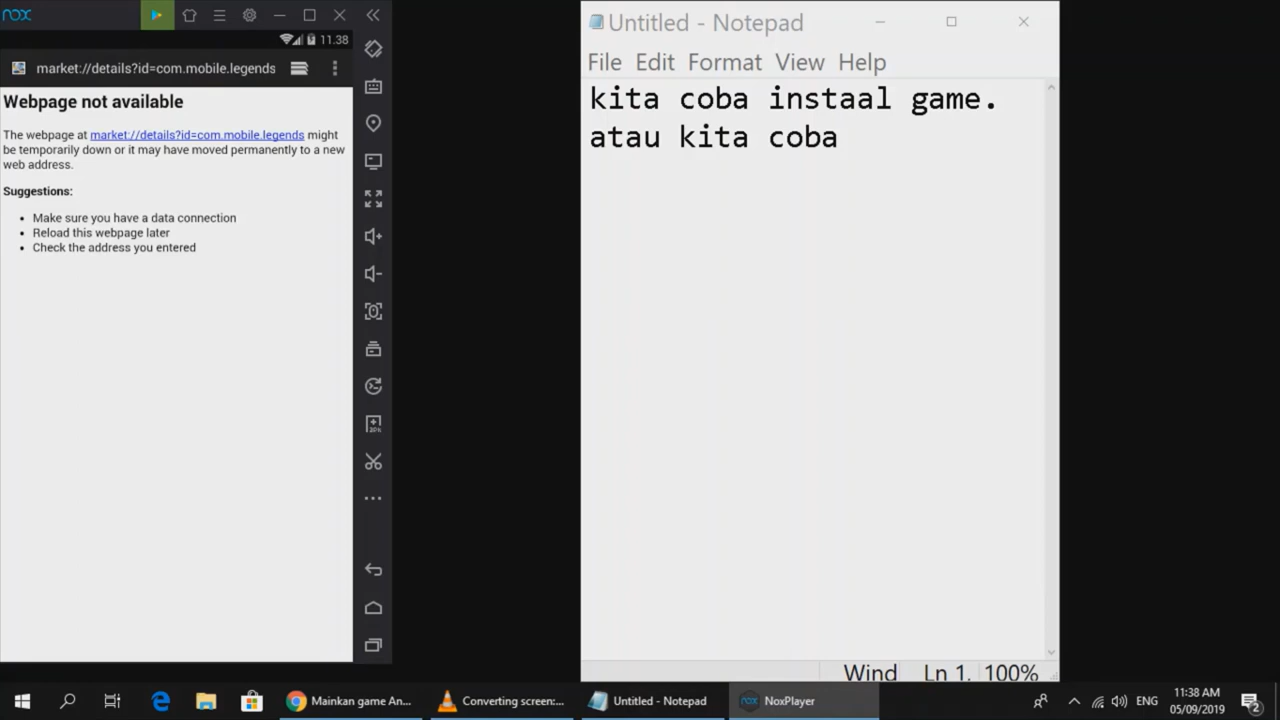 nox
11.38
market://details?id=com.mobile.legends
Webpage not available
The webpage at market://details?id=com.mobile.legends might
be temporarily down or it may have moved permanently to a new
web address.
Suggestions:
• Make sure you have a data connection
• Reload this webpage later
• Check the address you entered
Untitled - Notepad
File Edit Format View Help
kita coba instaal game.
atau kita coba
Wind Ln 1, 100%
Mainkan game An...
Converting screen:...
Untitled - Notepad
nox NoxPlayer
ENG
11:38 AM
05/09/2019
2